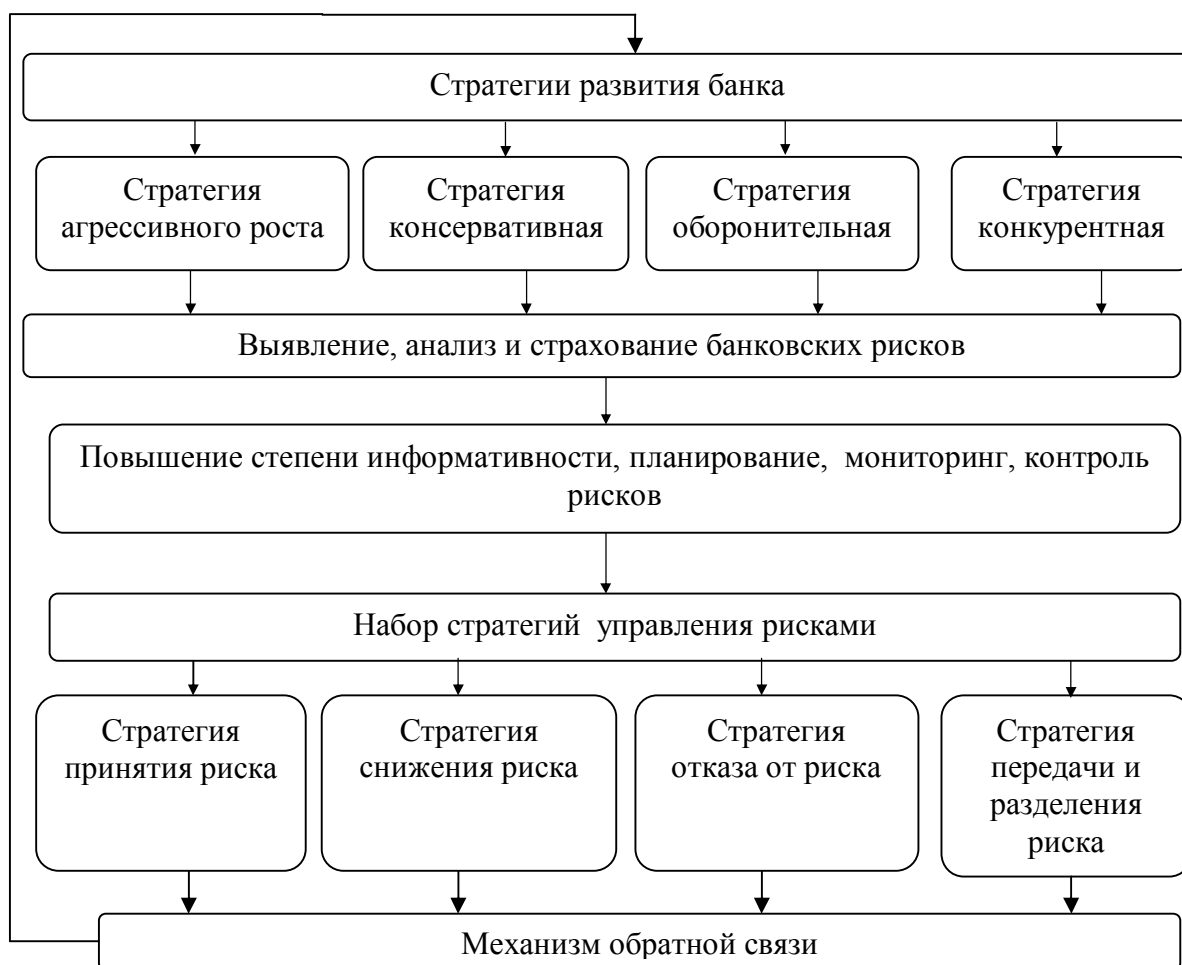 Стратегии развития банка
Стратегия
агрессивного роста
Стратегия
консервативная
Стратегия
оборонительная
Стратегия
конкурентная
Выявление, анализ и страхование банковских рисков
Повышение степени информативности, планирование, мониторинг, контроль
рисков
Набор стратегий управления рисками
Стратегия
принятия риска
Стратегия
снижения риска
Стратегия
отказа от риска
Стратегия
передачи и
разделения
риска
Механизм обратной связи